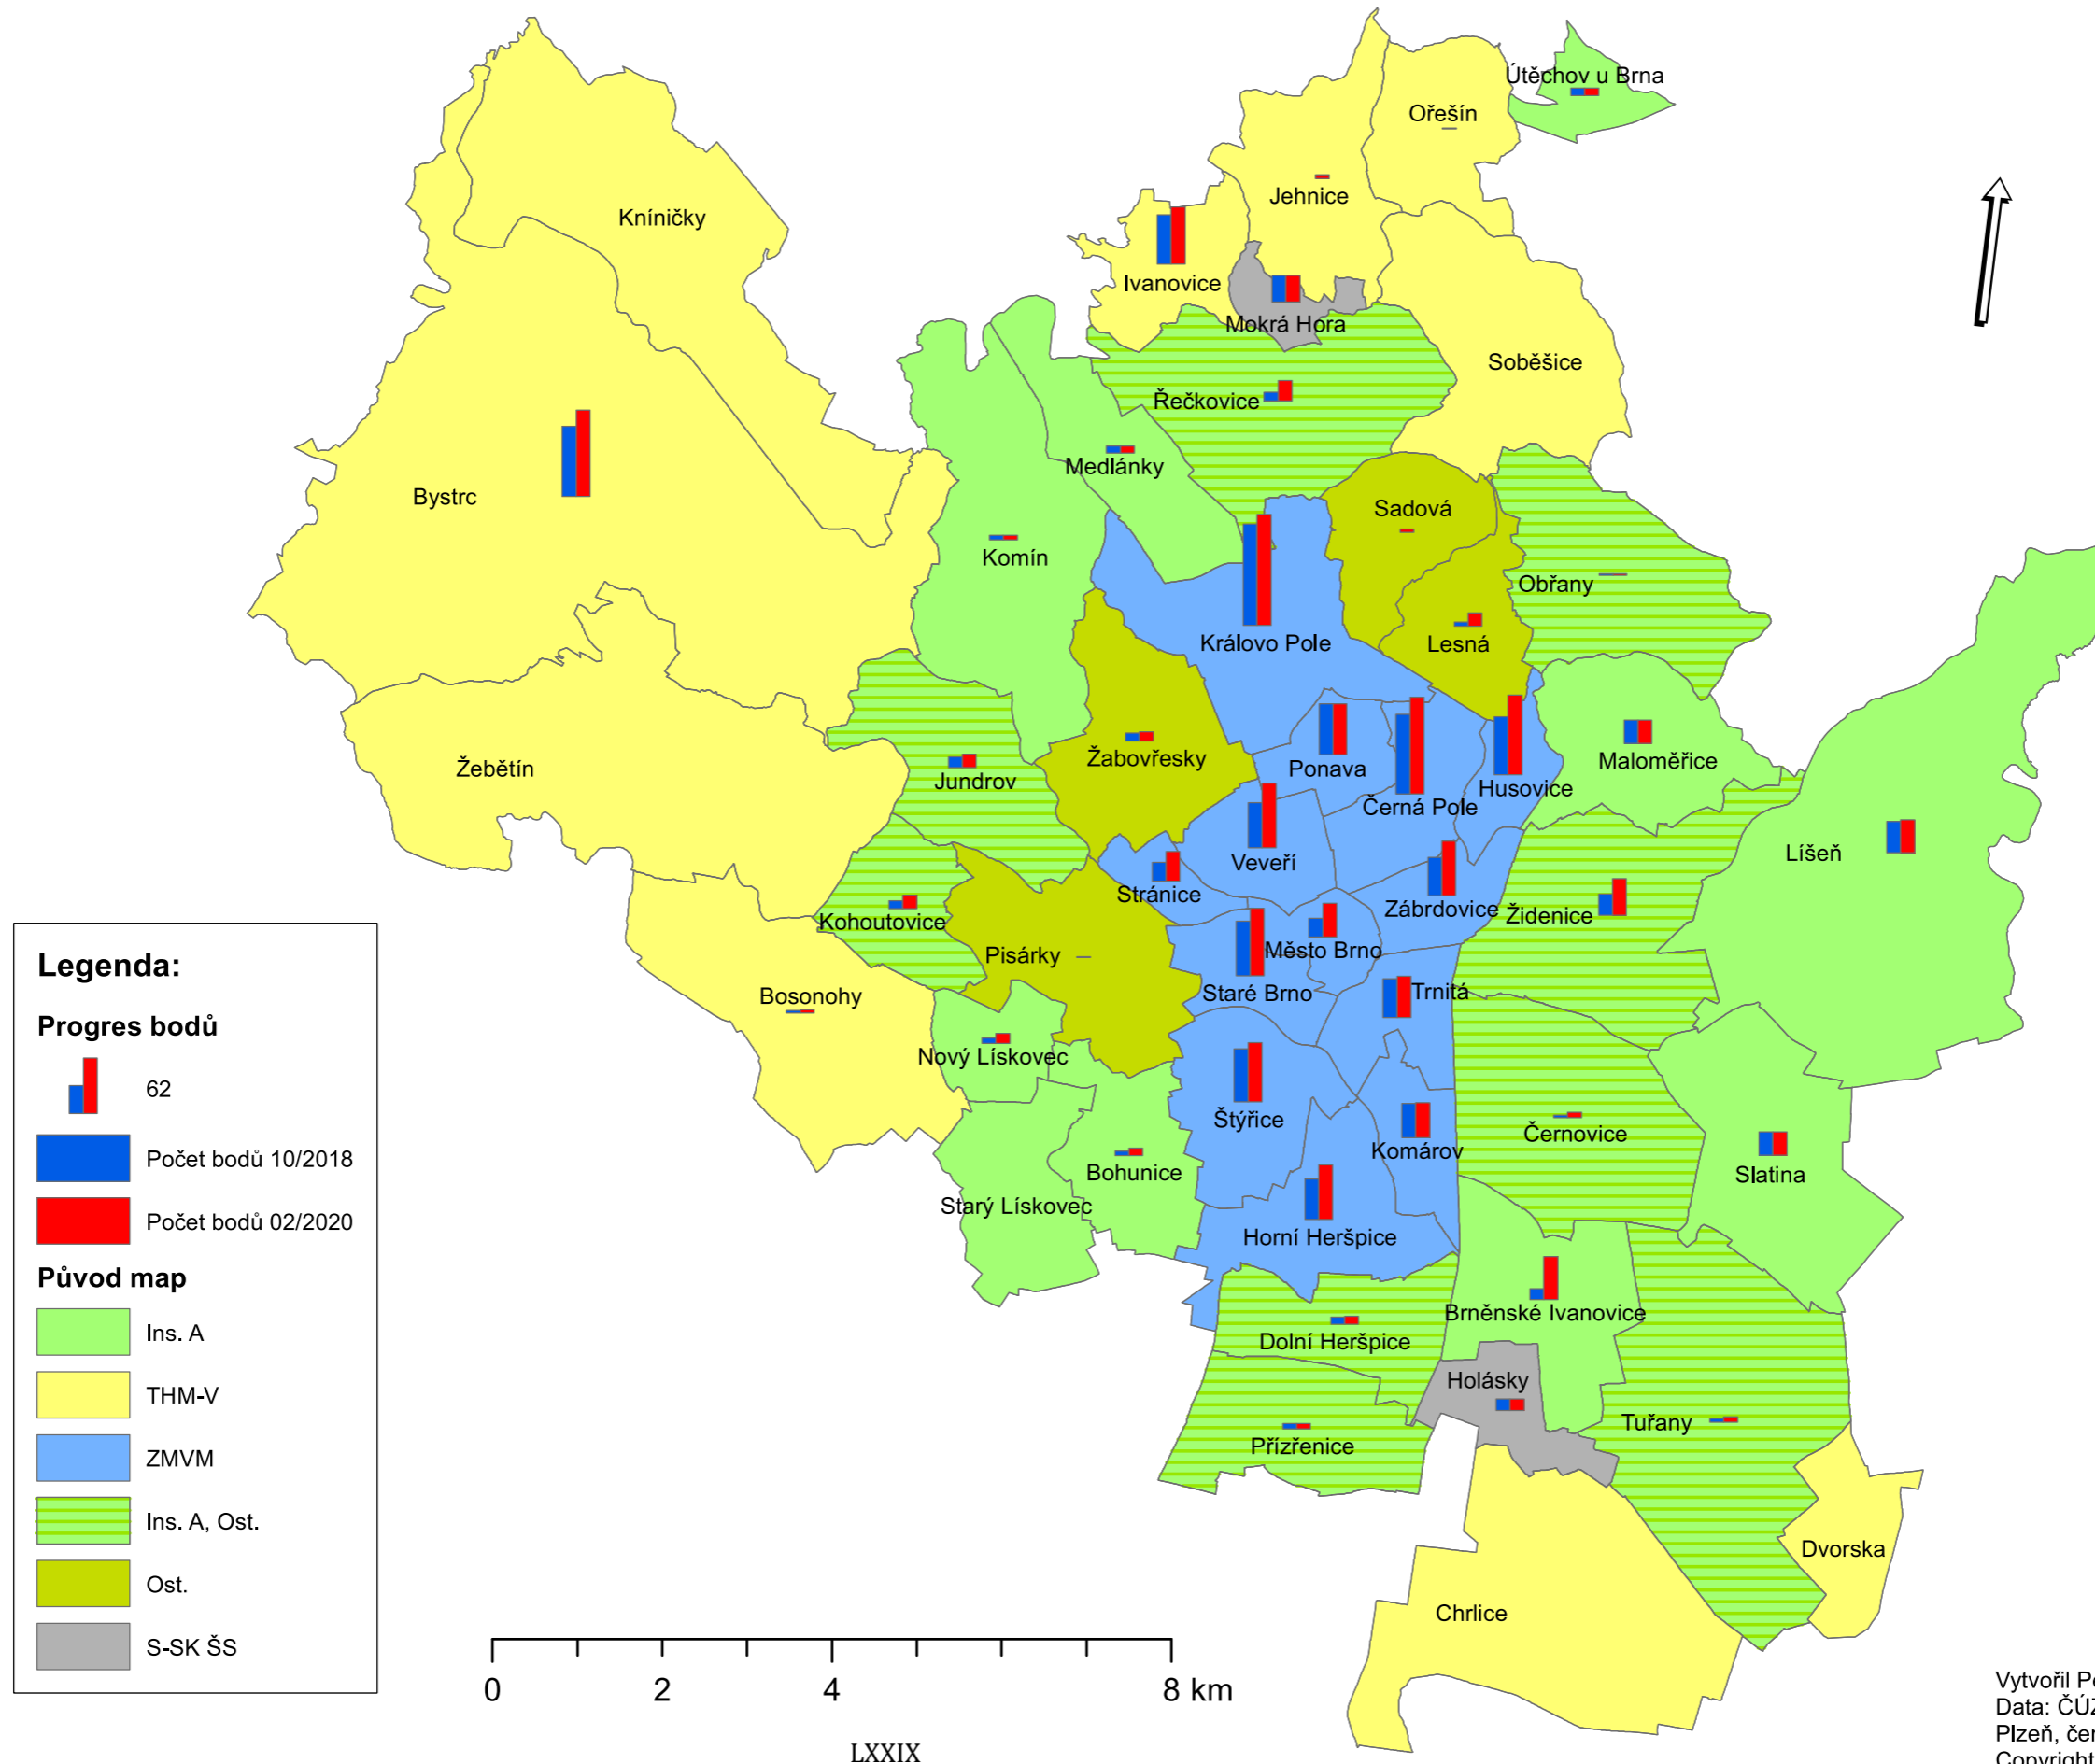 Útěchov u Brna
Ořešín
Jehnice
Kníničky
Ivanovice
Mokrá Hora
Soběšice
Řečkovice
Medlánky
Bystrc
Sadová
Komín
Obřany
Královo Pole
Lesná
Žabovřesky
Maloměřice
Žebětín
Ponava
Jundrov
Husovice
Černá Pole
Líšeň
Veveří
Stránice
Zábrdovice
Židenice
Kohoutovice
Město Brno
Pisárky
Trnitá
Staré Brno
Bosonohy
Nový Lískovec
Štýřice
Černovice
Komárov
Bohunice
Slatina
Starý Lískovec
Horní Heršpice
Brněnské Ivanovice
Dolní Heršpice
Holásky
Tuřany
Přízřenice
Dvorska
Chrlice
Legenda:
Progres bodů
62
Počet bodů 10/2018
Počet bodů 02/2020
Původ map
Ins. A
THM-V
ZMVM
Ins. A, Ost.
Ost.
S-SK ŠS
0 2 4 8 km
LXXIX
Vytvořil
Data:
Plzeň,
Copyright